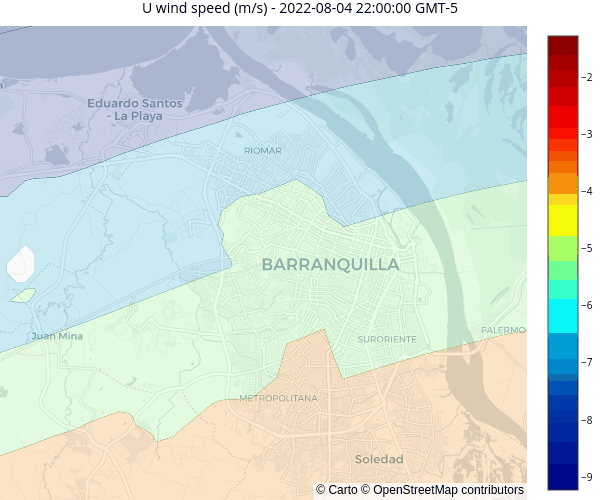 U wind speed (m/s) - 2022-08-04 22:00:00 GMT-5
Eduardo Santos
- La Playa
RIOMAR
BARRANQUILLA
Juan Mina
SURORIENTE
PALERMO
METROPOLITANA
Soledad
© Carto © OpenStreetMap contributors
−2
−3
−4
−5
−6
−7
−8
−9